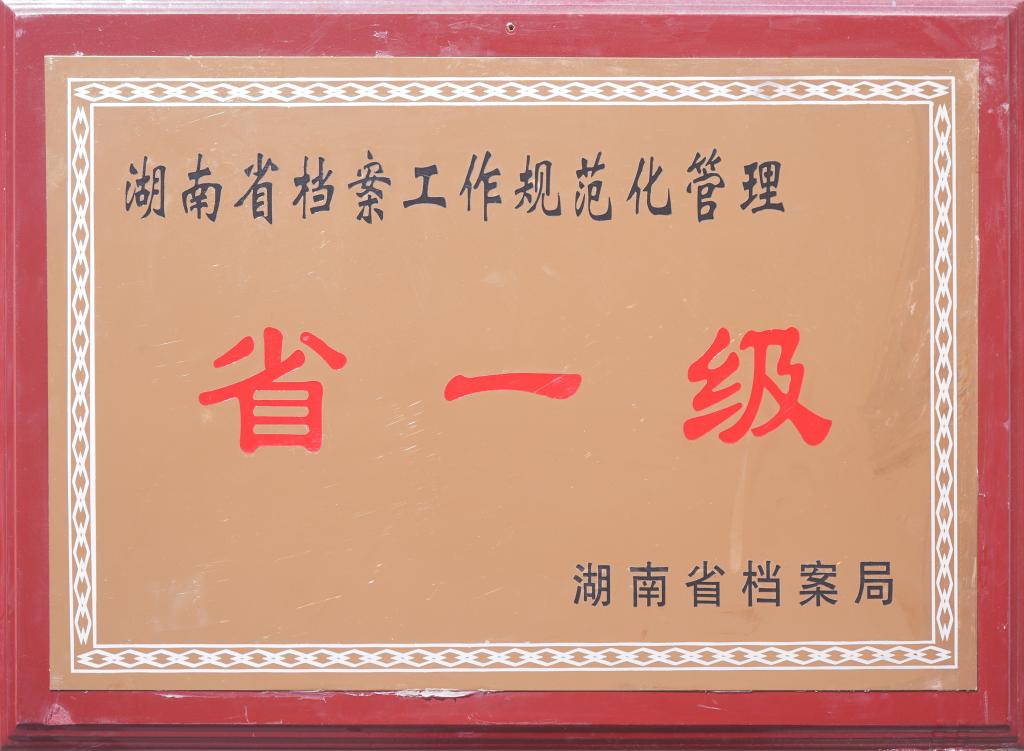 湖南省档案工作规范化管理
省一级
湖南省档案局